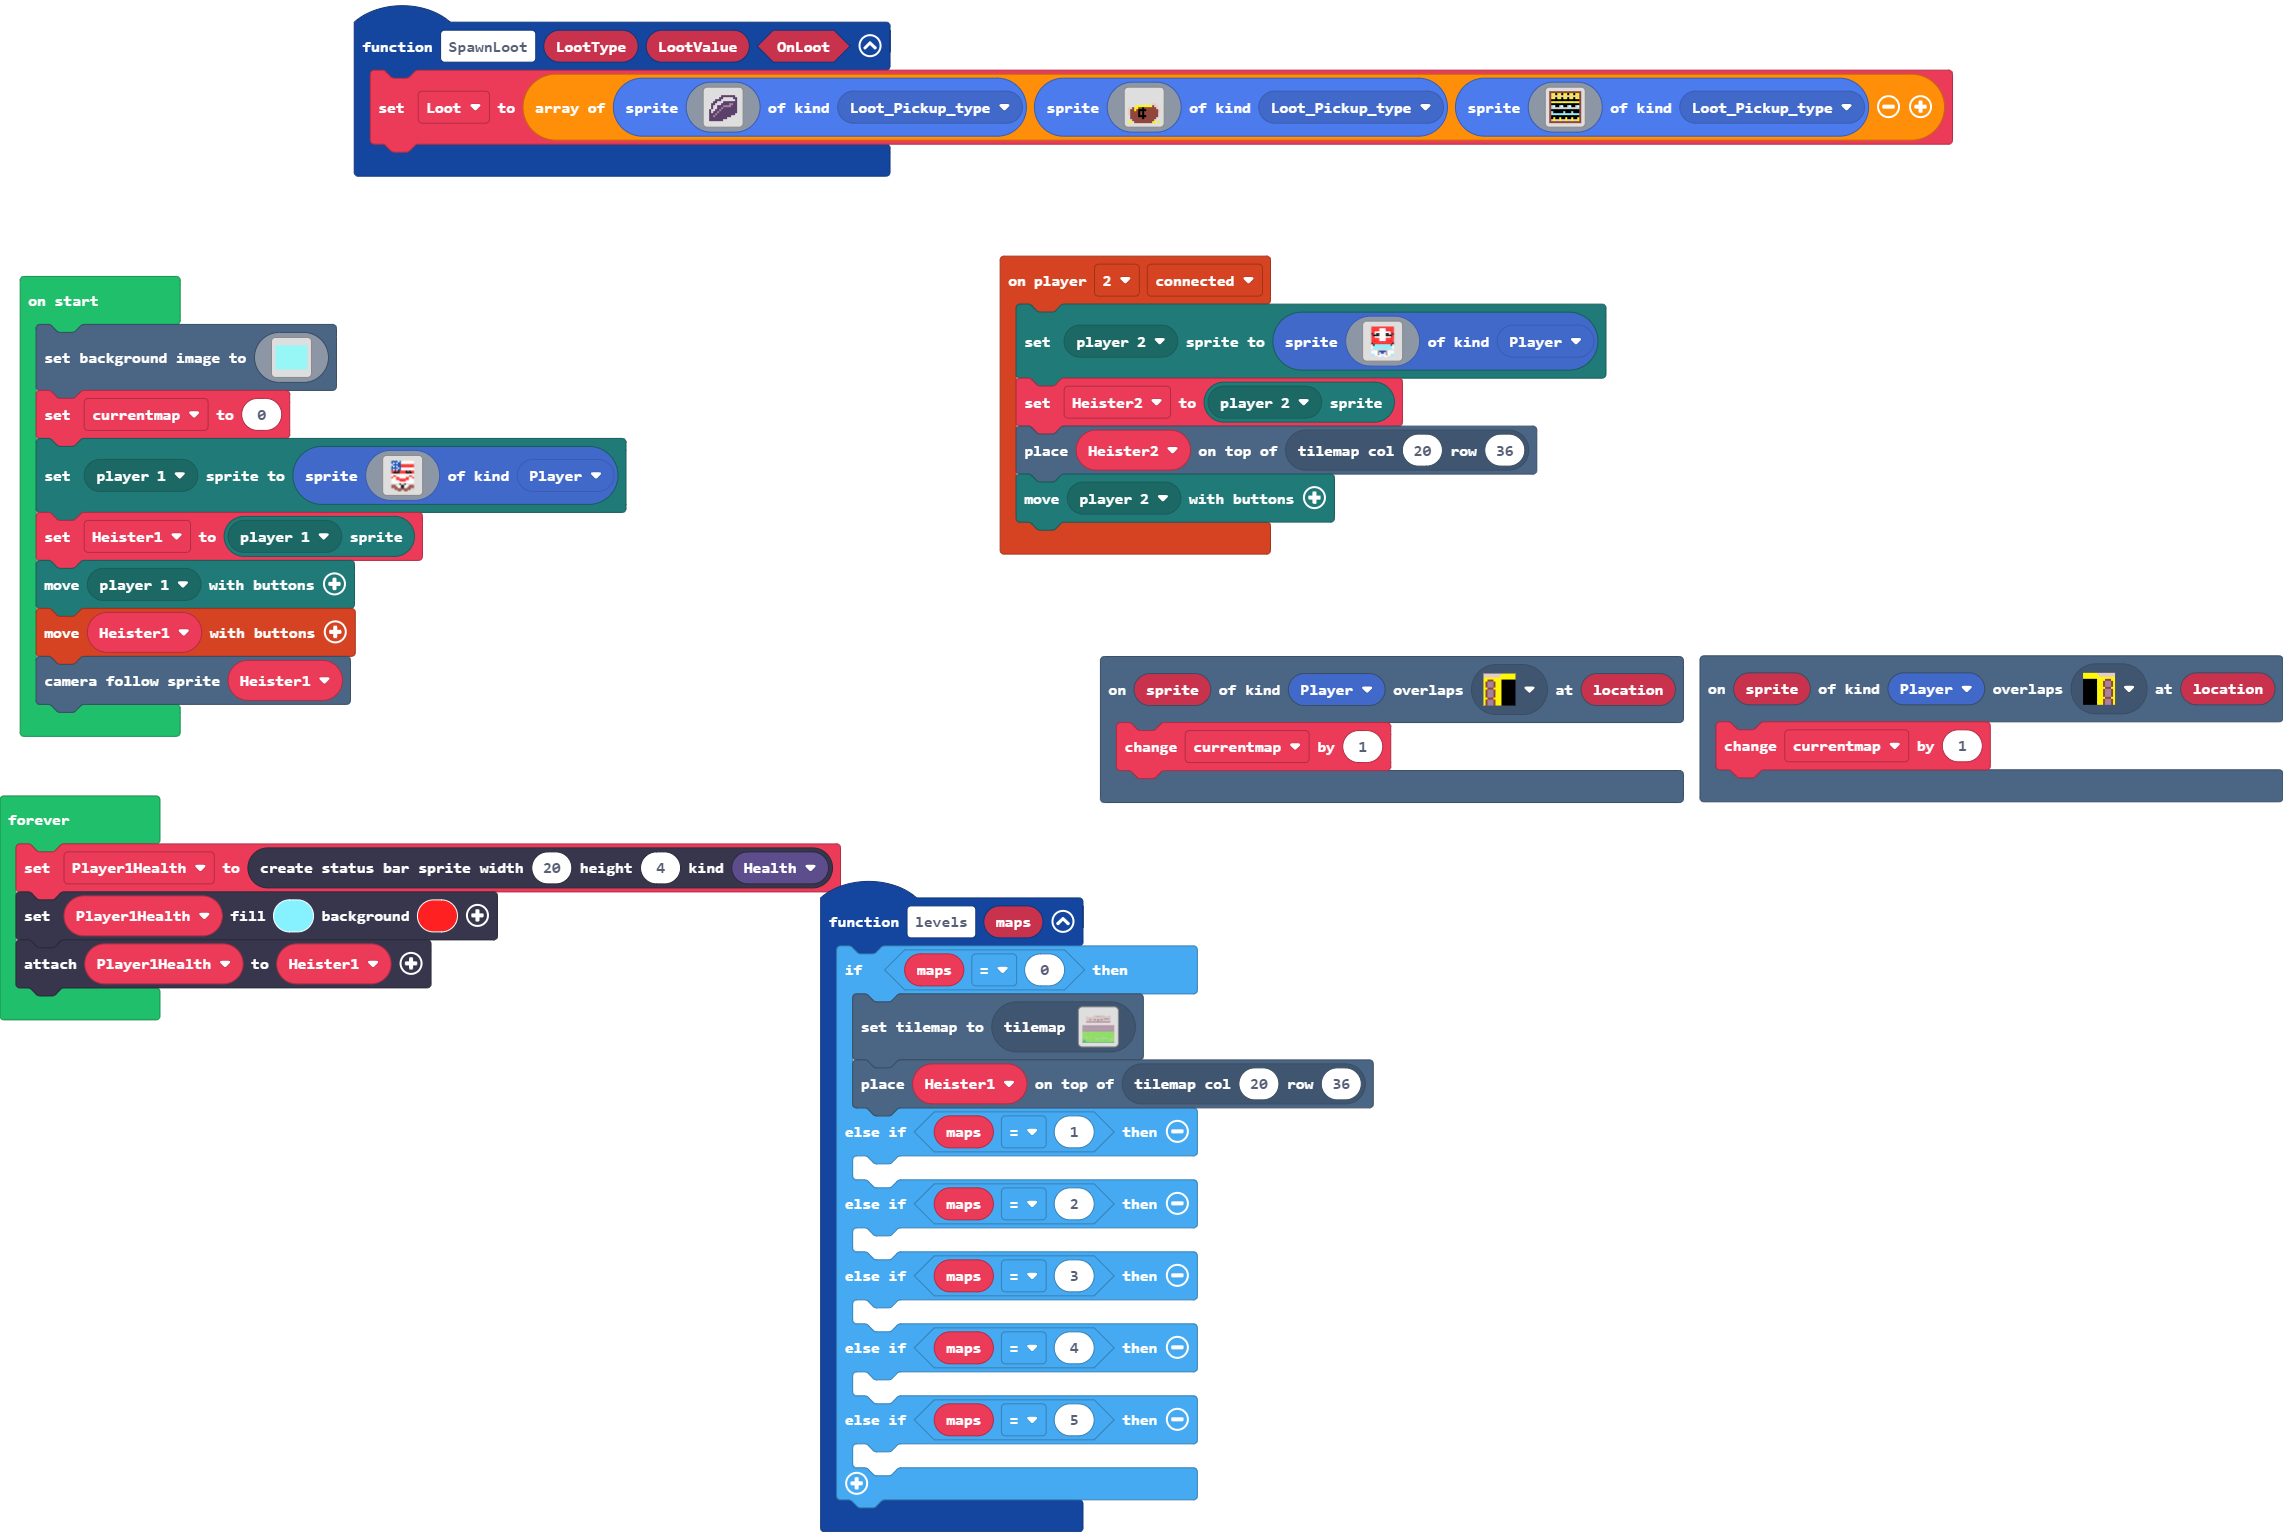 function SpawnLoot LootType LootValue OnLoot
set Loot to array of sprite of kind Loot_Pickup_type sprite of kind Loot_Pickup_type sprite of kind Loot_Pickup_type
on start
set background image to
set currentmap to 0
set player 1 sprite to sprite of kind Player
set Heister1 to player 1 sprite
move player 1 with buttons
move Heister1 with buttons
camera follow sprite Heister1
on player 2 connected
set player 2 sprite to sprite of kind Player
set Heister2 to player 2 sprite
place Heister2 on top of tilemap col 20 row 36
move player 2 with buttons
on sprite of kind Player overlaps at location
change currentmap by 1
on sprite of kind Player overlaps at location
change currentmap by 1
forever
set Player1Health to create status bar sprite width 20 height 4 kind Health
set Player1Health fill background
attach Player1Health to Heister1
function levels maps
if maps = 0 then
set tilemap to tilemap
place Heister1 on top of tilemap col 20 row 36
else if maps = 1 then
else if maps = 2 then
else if maps = 3 then
else if maps = 4 then
else if maps = 5 then